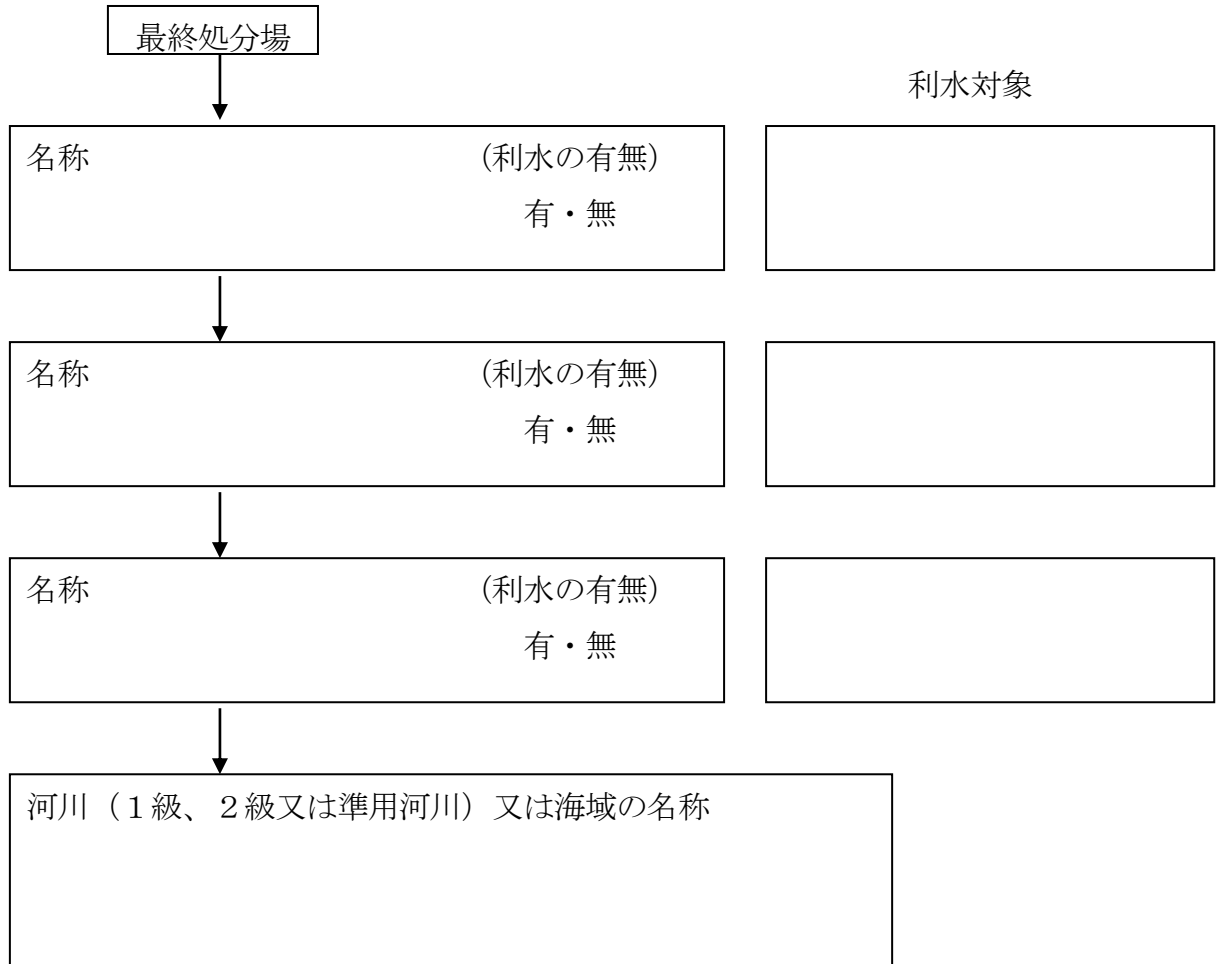 最終処分場
利水対象
名称 (利水の有無)
有・無
名称 (利水の有無)
有・無
名称 (利水の有無)
有・無
河川（１級、２級又は準用河川）又は海域の名称